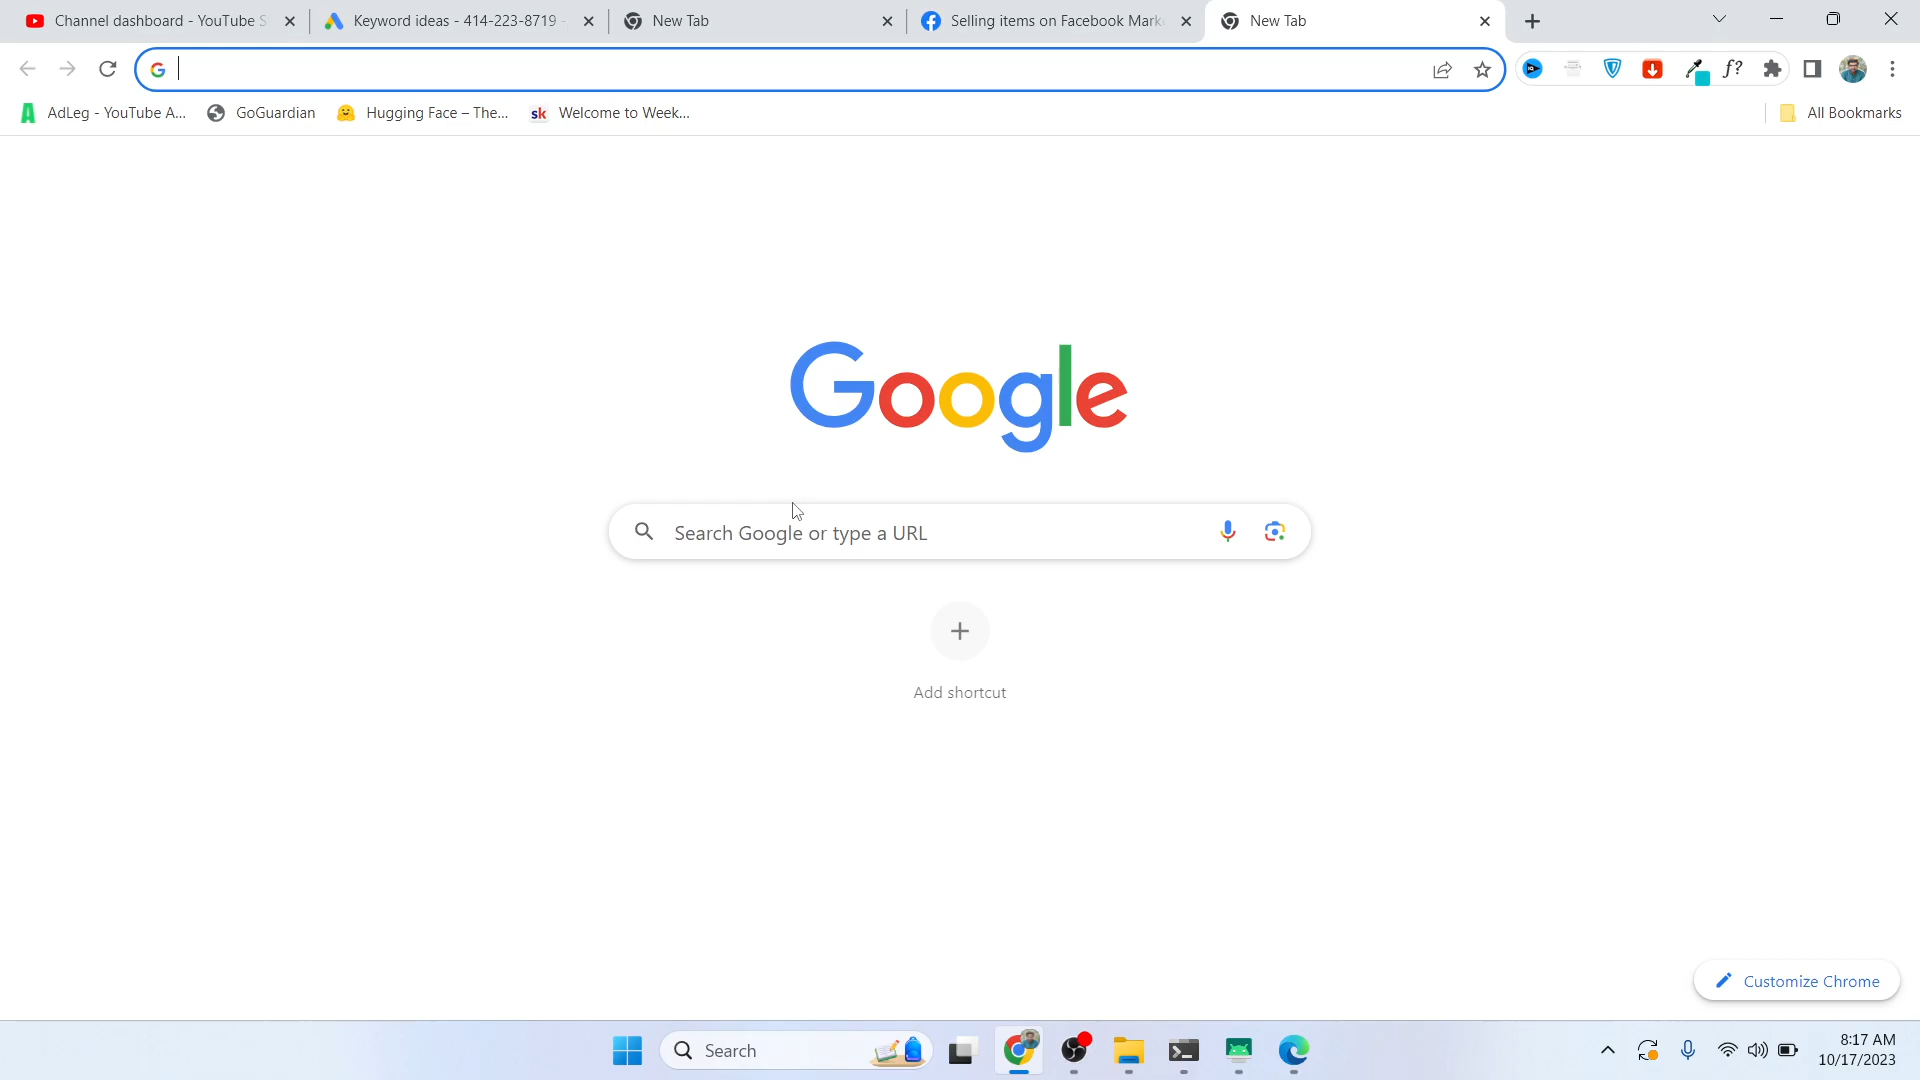 Channel dashboard - YouTube S
Keyword ideas - 414-223-8719 -
New Tab
Selling items on Facebook Mark
New Tab
AdLeg - YouTube A...
GoGuardian
Hugging Face – The...
sk Welcome to Week...
All Bookmarks
f?
Google
Search Google or type a URL
Add shortcut
Customize Chrome
Search
8:17 AM
10/17/2023